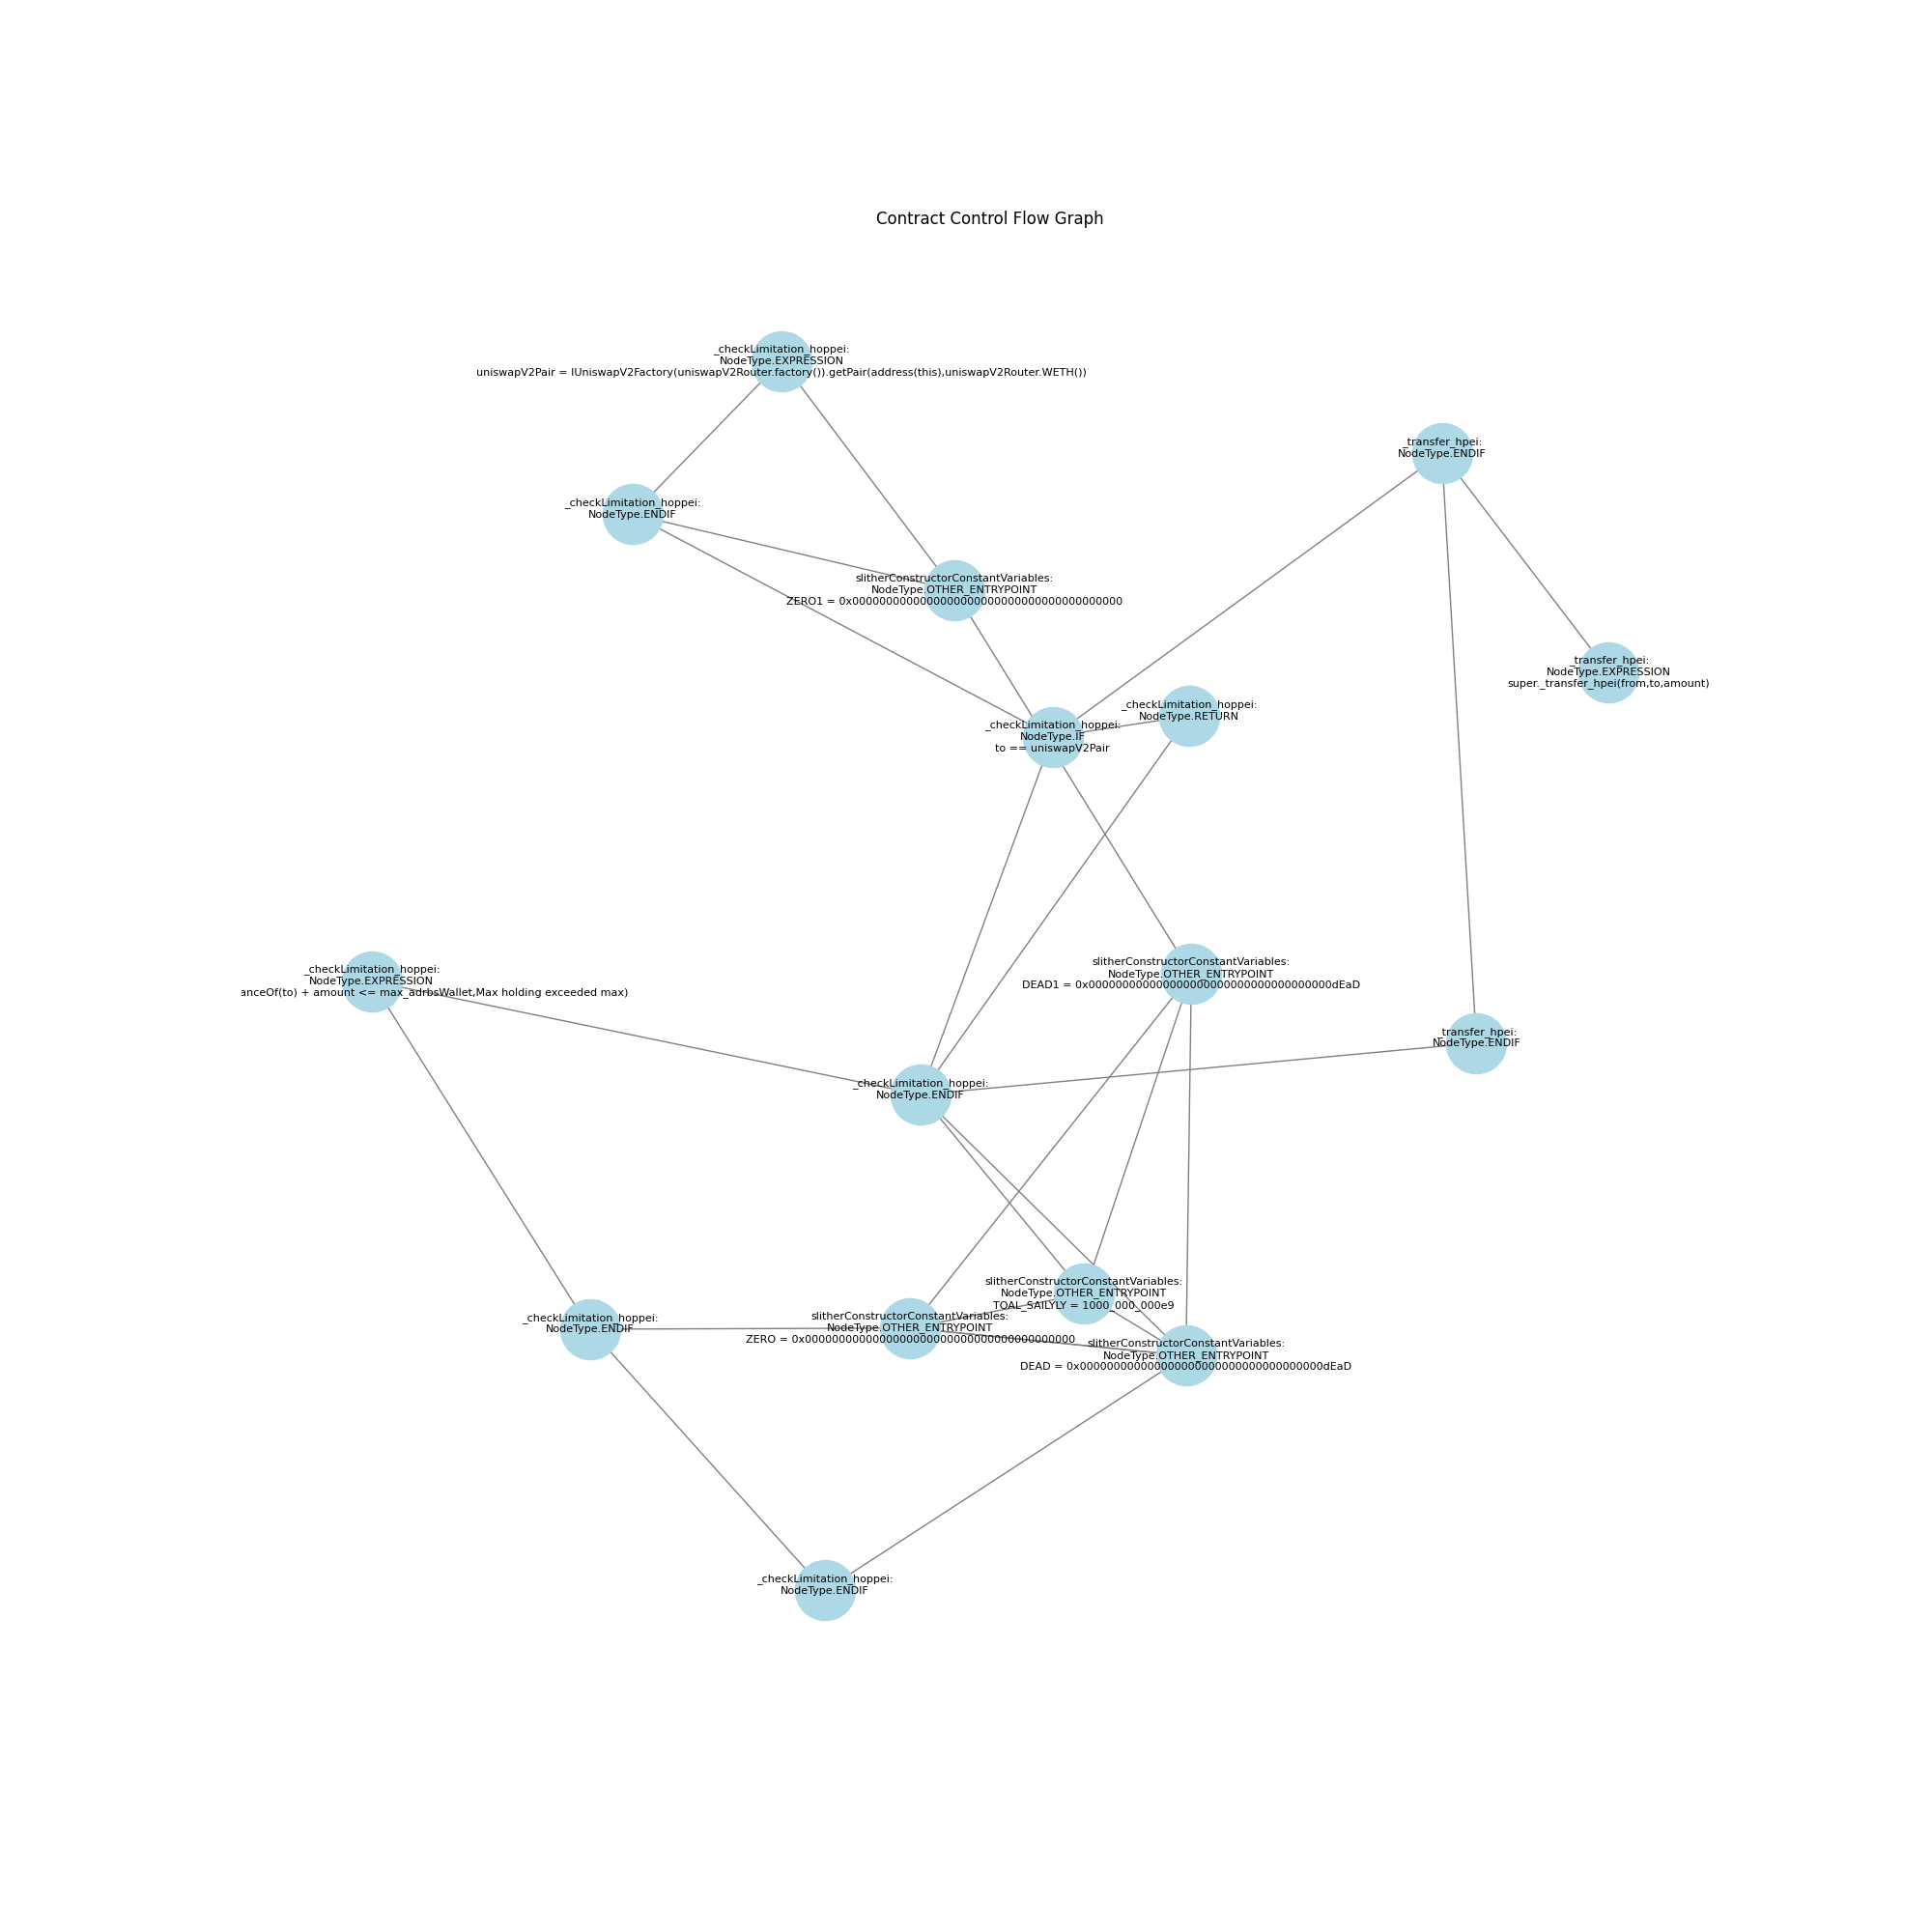 Contract Control Flow Graph
_checkLimitation_hoppei:
NodeType.EXPRESSION
uniswapV2Pair = IUniswapV2Factory(uniswapV2Router.factory()).getPair(address(this),uniswapV2Router.WETH())
_transfer_hpei:
NodeType.ENDIF
_checkLimitation_hoppei:
NodeType.ENDIF
slitherConstructorConstantVariables:
NodeType.OTHER_ENTRYPOINT
ZERO1 = 0x0000000000000000000000000000000000000000
_transfer_hpei:
NodeType.EXPRESSION
super._transfer_hpei(from,to,amount)
_checkLimitation_hoppei:
NodeType.RETURN
_checkLimitation_hoppei:
NodeType.IF
to == uniswapV2Pair
slitherConstructorConstantVariables:
NodeType.OTHER_ENTRYPOINT
DEAD1 = 0x000000000000000000000000000000000000dEaD
_checkLimitation_hoppei:
NodeType.EXPRESSION
anceOf(to) + amount <= max_adrbsWallet,Max holding exceeded max)
_transfer_hpei:
NodeType.ENDIF
_checkLimitation_hoppei:
NodeType.ENDIF
slitherConstructorConstantVariables:
NodeType.OTHER_ENTRYPOINT
TOAL_SAILYLY = 1000_000_000e9
_checkLimitation_hoppei:
NodeType.ENDIF
slitherConstructorConstantVariables:
NodeType.OTHER_ENTRYPOINT
ZERO = 0x0000000000000000000000000000000000000000
slitherConstructorConstantVariables:
NodeType.OTHER_ENTRYPOINT
DEAD = 0x000000000000000000000000000000000000dEaD
_checkLimitation_hoppei:
NodeType.ENDIF